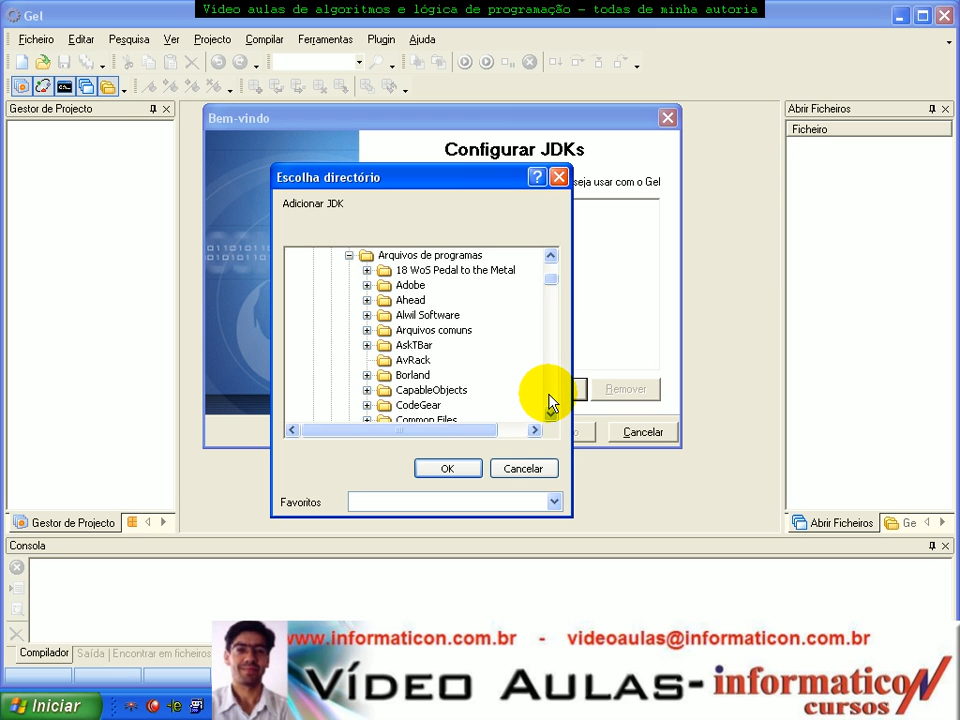 Vídeo aulas de algoritmos e lógica de programação - todas de minha autoria
Gel
Ficheiro Editar Pesquisa Ver Projecto Compilar Ferramentas Plugin Ajuda
Gestor de Projecto
Abrir Ficheiros
Ficheiro
Bem-vindo
Configurar JDKs
seja usar com o Gel
Escolha directório
Adicionar JDK
Arquivos de programas
18 WoS Pedal to the Metal
Adobe
Ahead
Alwil Software
Arquivos comuns
AskTBar
AvRack
Borland
CapableObjects
CodeGear
Common Files
Remover
Cancelar
OK Cancelar
Favoritos
Gestor de Projecto
Abrir Ficheiros Ge
Consola
Compilador Saída Encontrar em ficheiros
www.informaticon.com.br - videoaulas@informaticon.com.br
Vídeo Aulas- informaticon
cursos
Iniciar